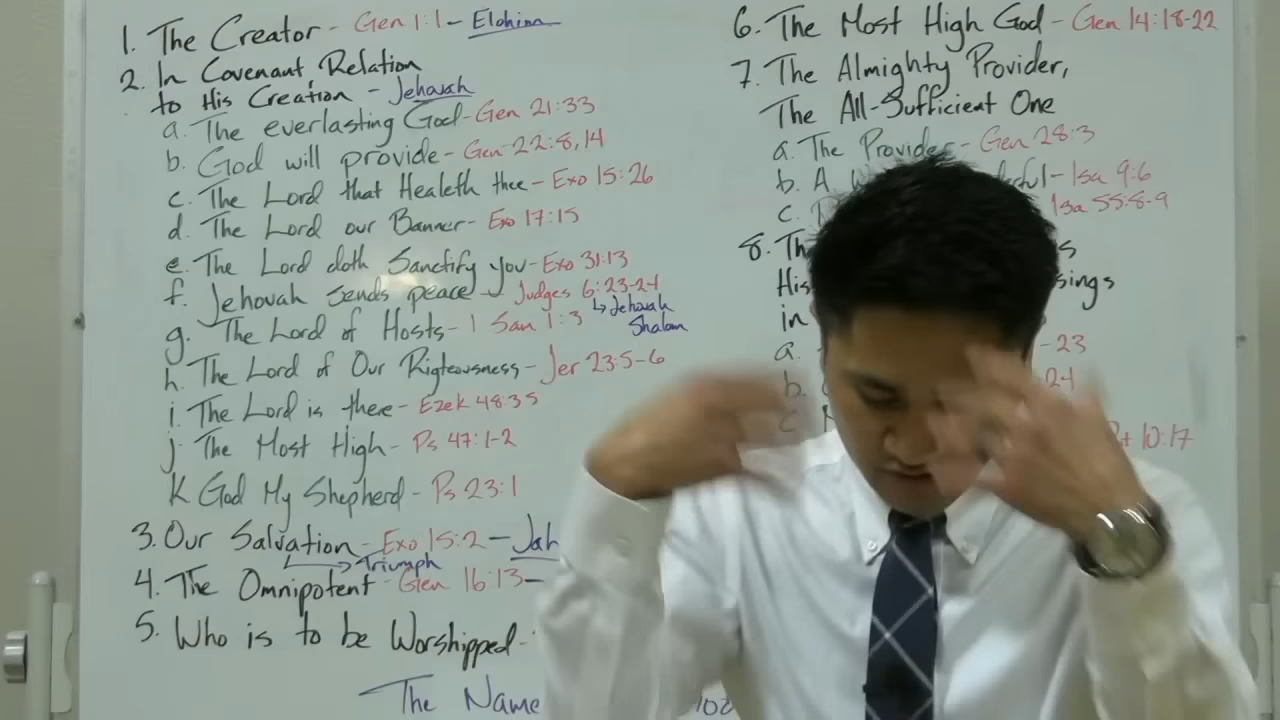 1. The Creator - Gen 1:1 - Elohim
2. In Covenant Relation
to His Creation - Jehovah
a. The everlasting God - Gen 21:33
b. God will provide - Gen 22:8,14
c. The Lord that Healeth thee - Exo 15:26
d. The Lord our Banner - Exo 17:15
e. The Lord doth Sanctify you - Exo 31:13
f. Jehovah sends peace - Judges 6:23-24
↳ Jehovah
Shalom
g. The Lord of Hosts - 1 Sam 1:3
h. The Lord of Our Righteousness - Jer 23:5-6
i. The Lord is there - Ezek 48:35
j. The Most High - Ps 47:1-2
K God My Shepherd - Ps 23:1
3. Our Salvation - Exo 15:2 - Jah
→ Triumph
4. The Omnipotent - Gen 16:13 -
5. Who is to be Worshipped -
The Name
6. The Most High God - Gen 14:18-22
7. The Almighty Provider,
The All-Sufficient One
a. The Provider - Gen 28:3
b. A - Isa 9:6
c. Isa 55:8-9
8.
His
in
a. -23
b.
c. 10:17